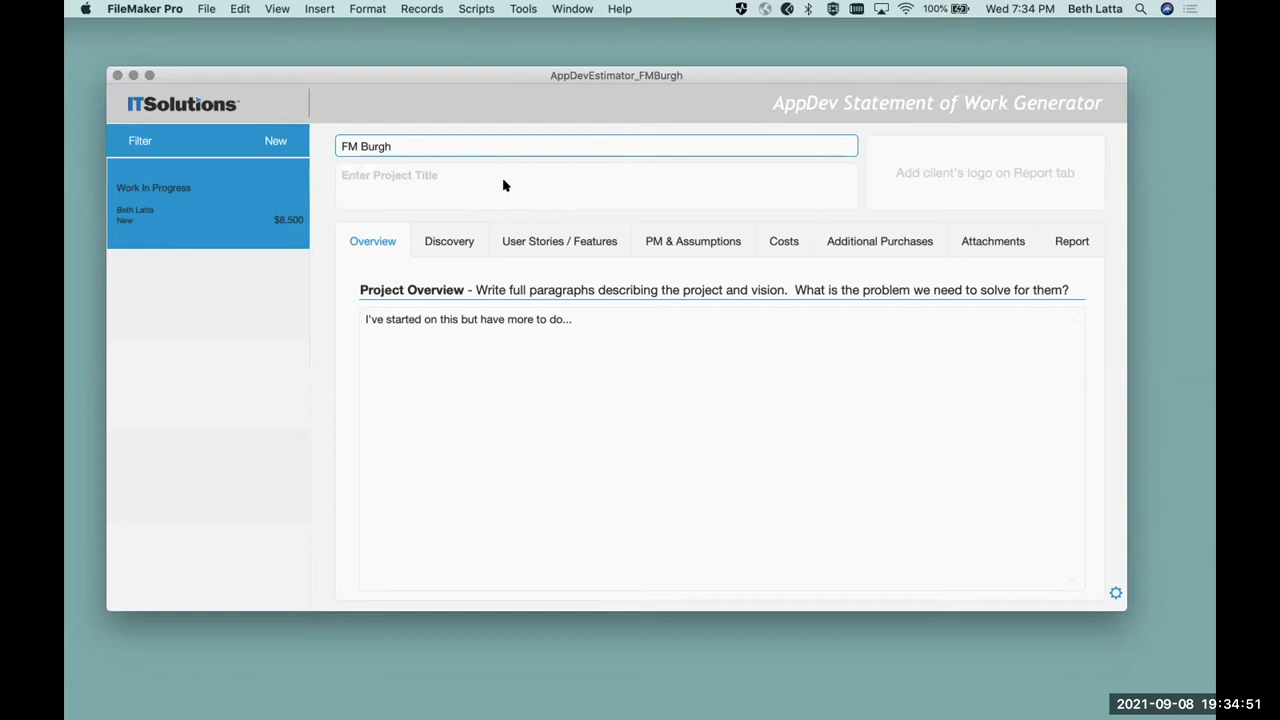 FileMaker Pro File Edit View Insert Format Records Scripts Tools Window Help 100% Wed 7:34 PM Beth Latta
AppDevEstimator_FMBurgh
ITSolutions
AppDev Statement of Work Generator
Filter New
FM Burgh
Enter Project Title
Add client's logo on Report tab
Work In Progress
Beth Latta
New $8,500
Overview Discovery User Stories / Features PM & Assumptions Costs Additional Purchases Attachments Report
Project Overview - Write full paragraphs describing the project and vision. What is the problem we need to solve for them?
I've started on this but have more to do...
2021-09-08 19:34:51